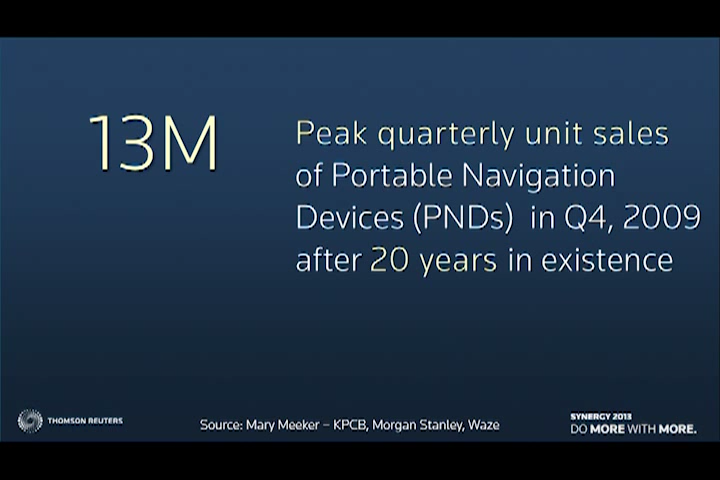 13M
Peak quarterly unit sales
of Portable Navigation
Devices (PNDs) in Q4, 2009
after 20 years in existence
THOMSON REUTERS
Source: Mary Meeker – KPCB, Morgan Stanley, Waze
SYNERGY 2013
DO MORE WITH MORE.